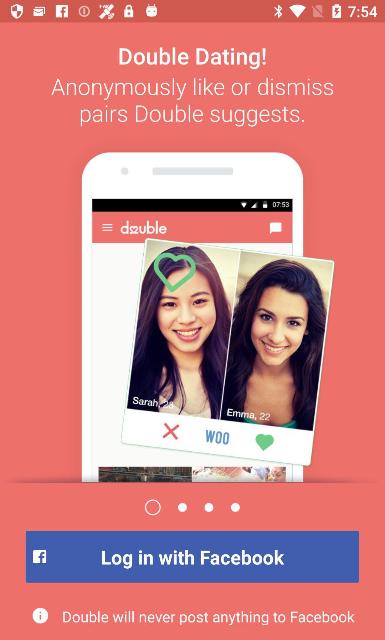 7:54
Double Dating!
Anonymously like or dismiss
pairs Double suggests.
07:53
double
Sarah, 23
Emma, 22
WOO
Log in with Facebook
Double will never post anything to Facebook